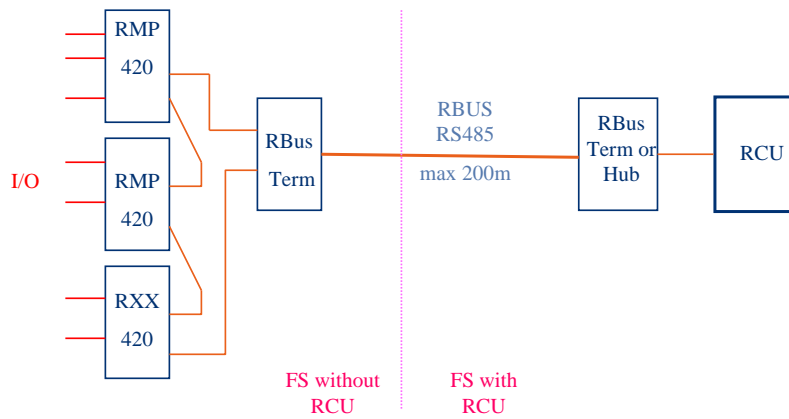 RMP
420
I/O
RMP
420
RXX
420
RBus
Term
RBUS
RS485
max 200m
RBus
Term or
Hub
RCU
FS without
RCU
FS with
RCU